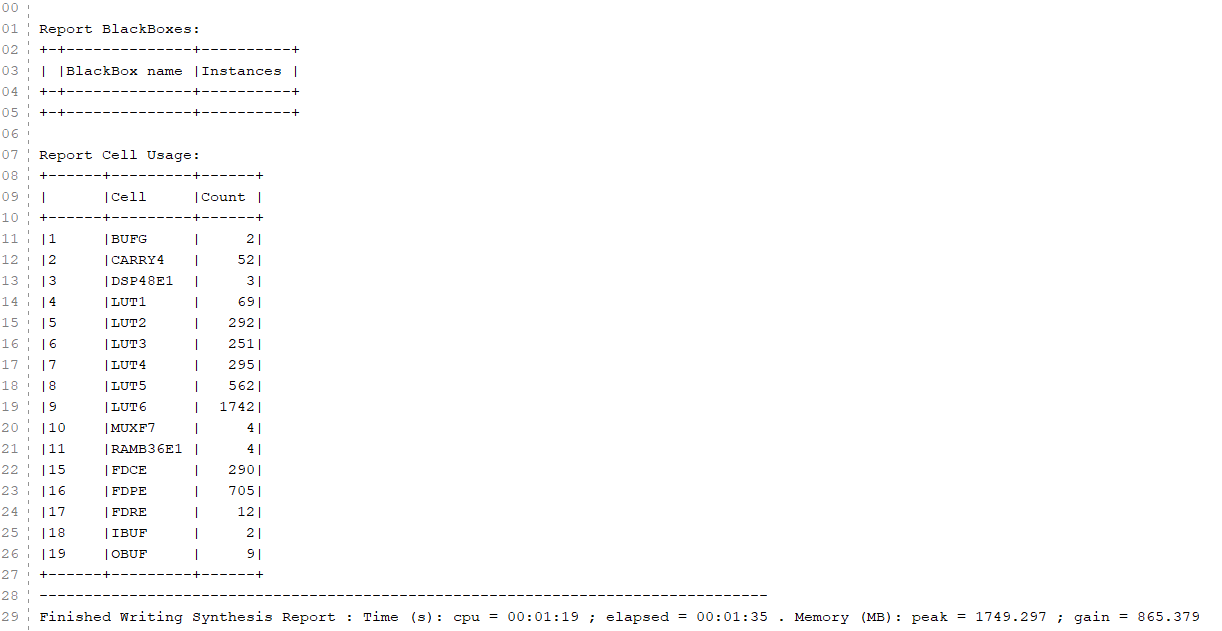 00
01 Report BlackBoxes:
02 +-+--------------+----------+
03 | |BlackBox name |Instances |
04 +-+--------------+----------+
05 +-+--------------+----------+
06
07 Report Cell Usage:
08 +------+---------+------+
09 |      |Cell     |Count |
10 +------+---------+------+
11 |1     |BUFG     |     2|
12 |2     |CARRY4   |    52|
13 |3     |DSP48E1  |     3|
14 |4     |LUT1     |    69|
15 |5     |LUT2     |   292|
16 |6     |LUT3     |   251|
17 |7     |LUT4     |   295|
18 |8     |LUT5     |   562|
19 |9     |LUT6     |  1742|
20 |10    |MUXF7    |     4|
21 |11    |RAMB36E1 |     4|
22 |15    |FDCE     |   290|
23 |16    |FDPE     |   705|
24 |17    |FDRE     |    12|
25 |18    |IBUF     |     2|
26 |19    |OBUF     |     9|
27 +------+---------+------+
28 ---------------------------------------------------------------------------------
29 Finished Writing Synthesis Report : Time (s): cpu = 00:01:19 ; elapsed = 00:01:35 . Memory (MB): peak = 1749.297 ; gain = 865.379